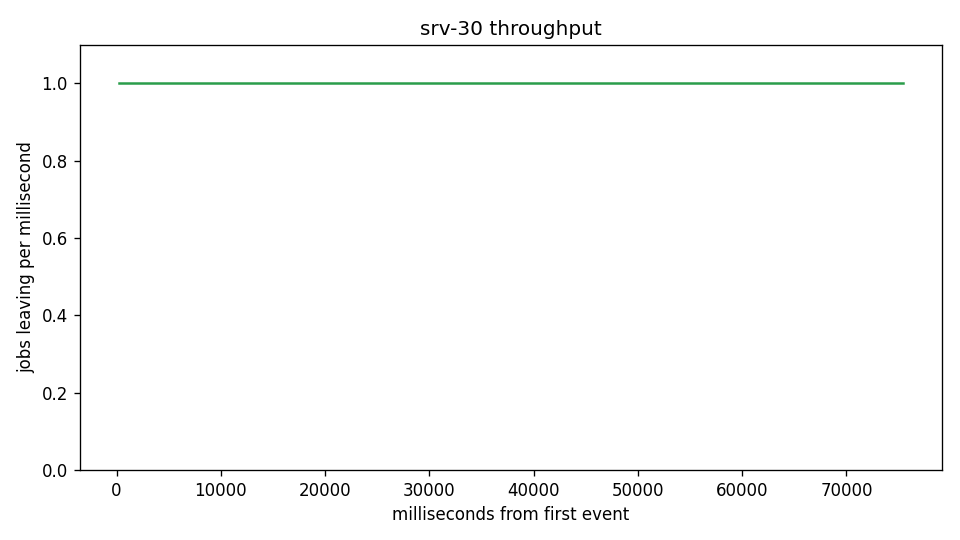 srv-30 throughput
jobs leaving per millisecond
1.0
0.8
0.6
0.4
0.2
0.0
0 10000 20000 30000 40000 50000 60000 70000
milliseconds from first event